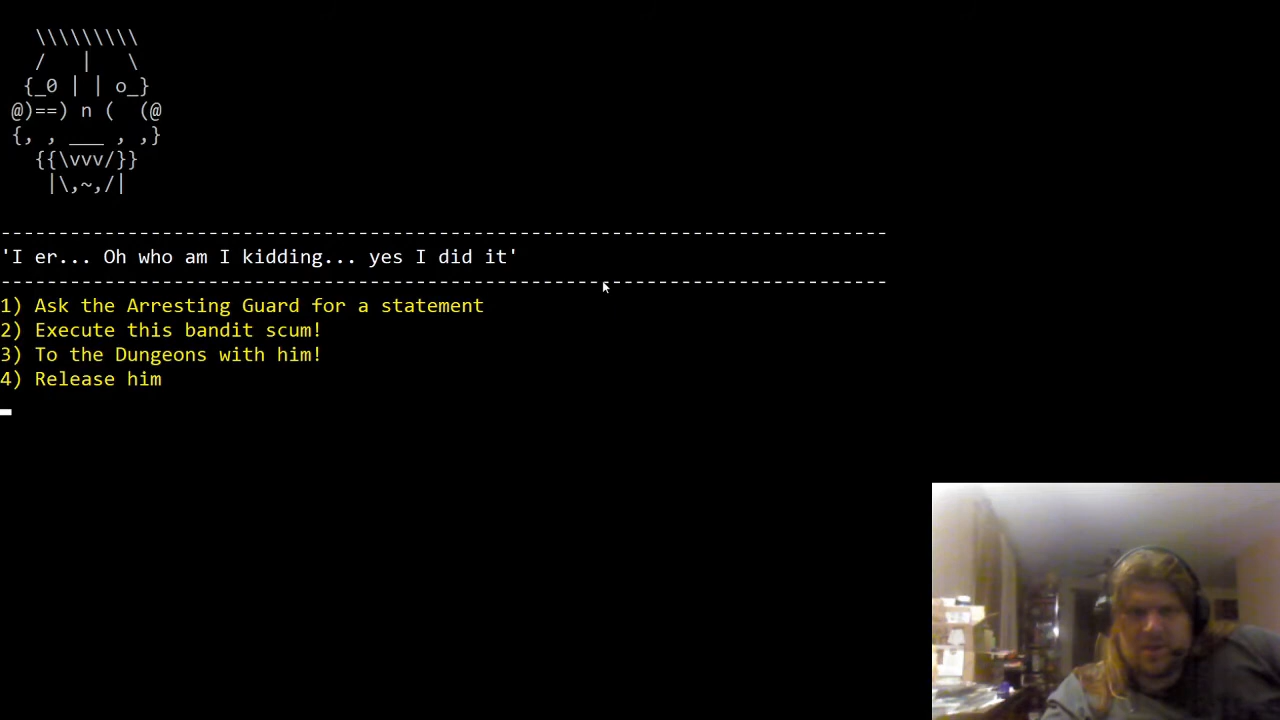 'I er... Oh who am I kidding... yes I did it'
1) Ask the Arresting Guard for a statement
2) Execute this bandit scum!
3) To the Dungeons with him!
4) Release him